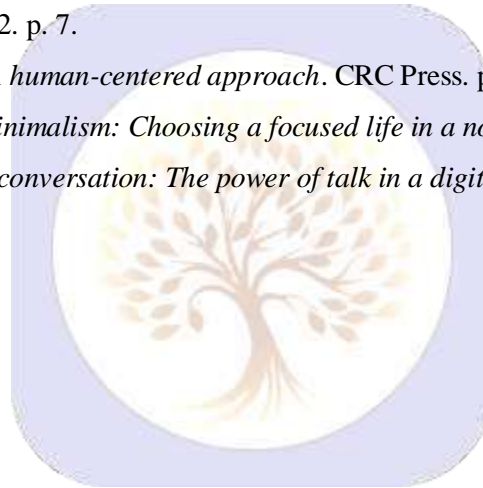 2. p. 7.
human-centered approach. CRC Press. p
inimalism: Choosing a focused life in a no
conversation: The power of talk in a digit